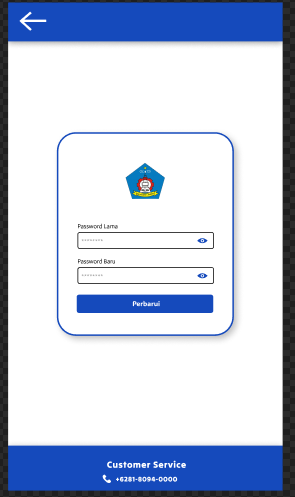 Password Lama
Password Baru
Perbarui
Customer Service
+6281-8094-0000